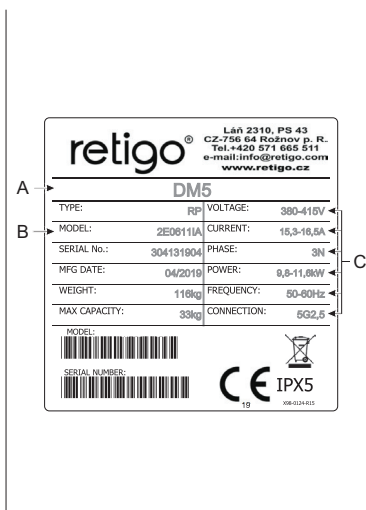 retigo®
Láň 2310, PS 43
CZ-756 64 Rožnov p. R.
Tel.+420 571 665 511
e-mail:info@retigo.com
www.retigo.cz
A
DM5
TYPE: RP VOLTAGE: 380-415V
B MODEL: 2E0611IA CURRENT: 15,3-16,5A
SERIAL No.: 304131904 PHASE: 3N
C
MFG DATE: 04/2019 POWER: 9,8-11,6kW
WEIGHT: 116kg FREQUENCY: 50-60Hz
MAX CAPACITY: 33kg CONNECTION: 5G2,5
MODEL:
SERIAL NUMBER:
CE IPX5
19
X98-0124-R15